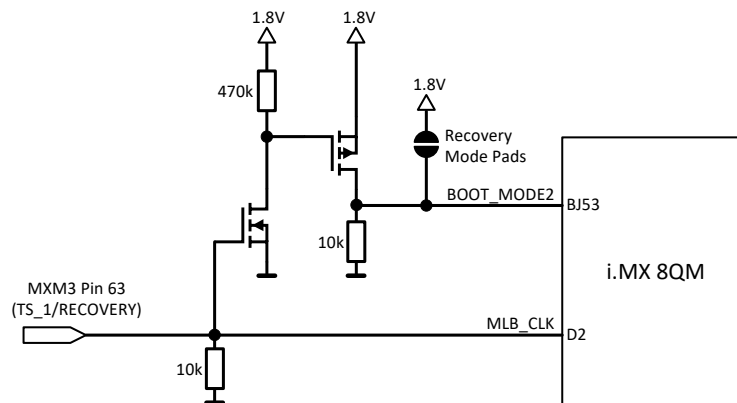 1.8V
1.8V
1.8V
470k
Recovery
Mode Pads
BOOT_MODE2
BJ53
10k
i.MX 8QM
MXM3 Pin 63
(TS_1/RECOVERY)
MLB_CLK
D2
10k